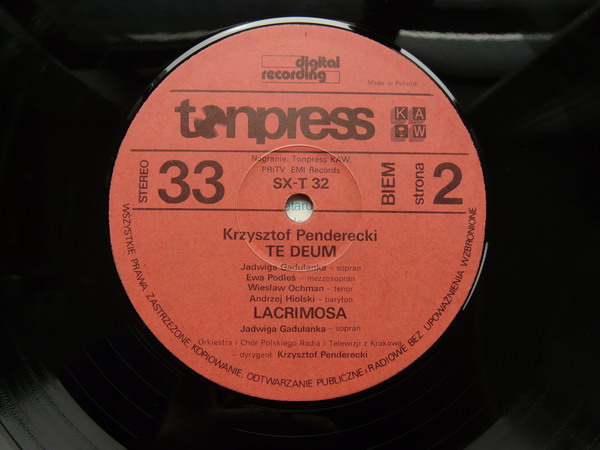 digital
recording
Made in Poland
tonpress
K A
W
STEREO
33
Nagranie: Tonpress KAW,
PRiTV EMI Records
SX-T 32
BIEM
strona
2
Krzysztof Penderecki
TE DEUM
Jadwiga Gadulanka – sopran
Ewa Podleś – mezzosopran
Wiesław Ochman – tenor
Andrzej Hiolski – baryton
LACRIMOSA
Jadwiga Gadulanka – sopran
Orkiestra i Chór Polskiego Radia i Telewizji z Krakowa
– dyrygent Krzysztof Penderecki
WSZYSTKIE PRAWA ZASTRZEŻONE KOPIOWANIE ODTWARZANIE PUBLICZNE i RADIOWE BEZ UPOWAŻNIENIA WZBRONIONE